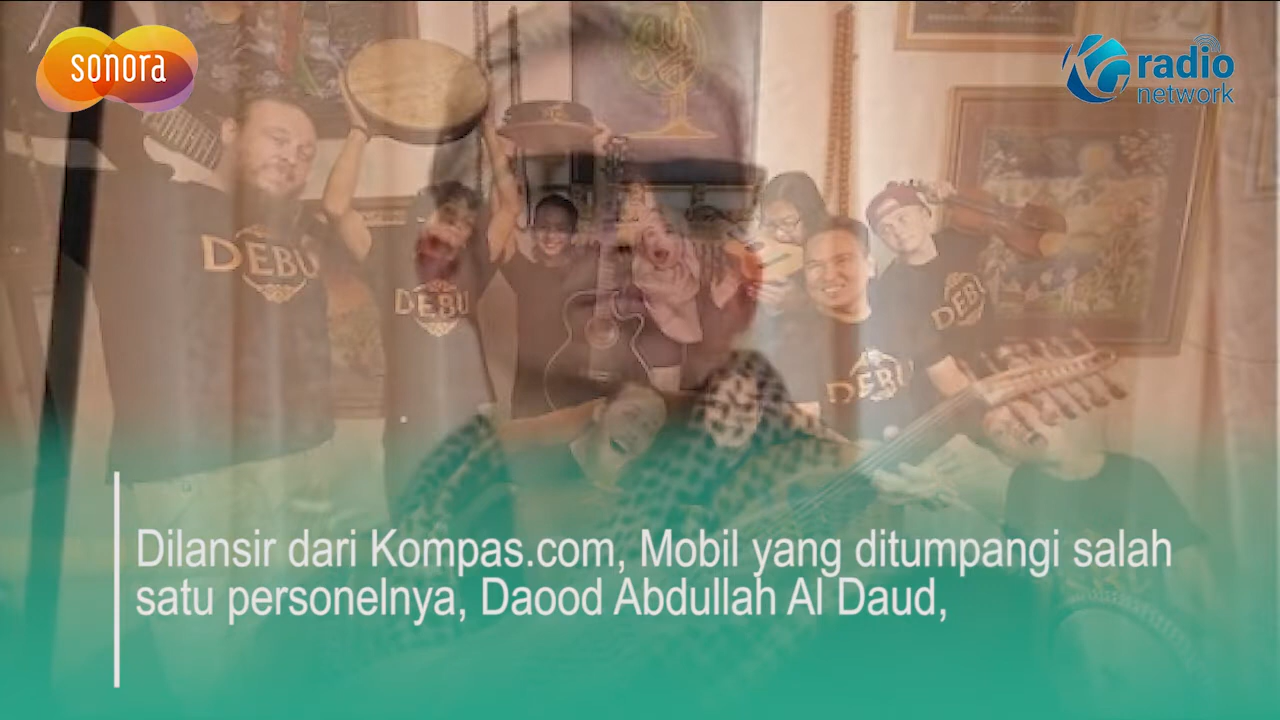 sonora
KG radio
network
DEBU
DEBU
DEBU
DEBU
Dilansir dari Kompas.com, Mobil yang ditumpangi salah
satu personelnya, Daood Abdullah Al Daud,